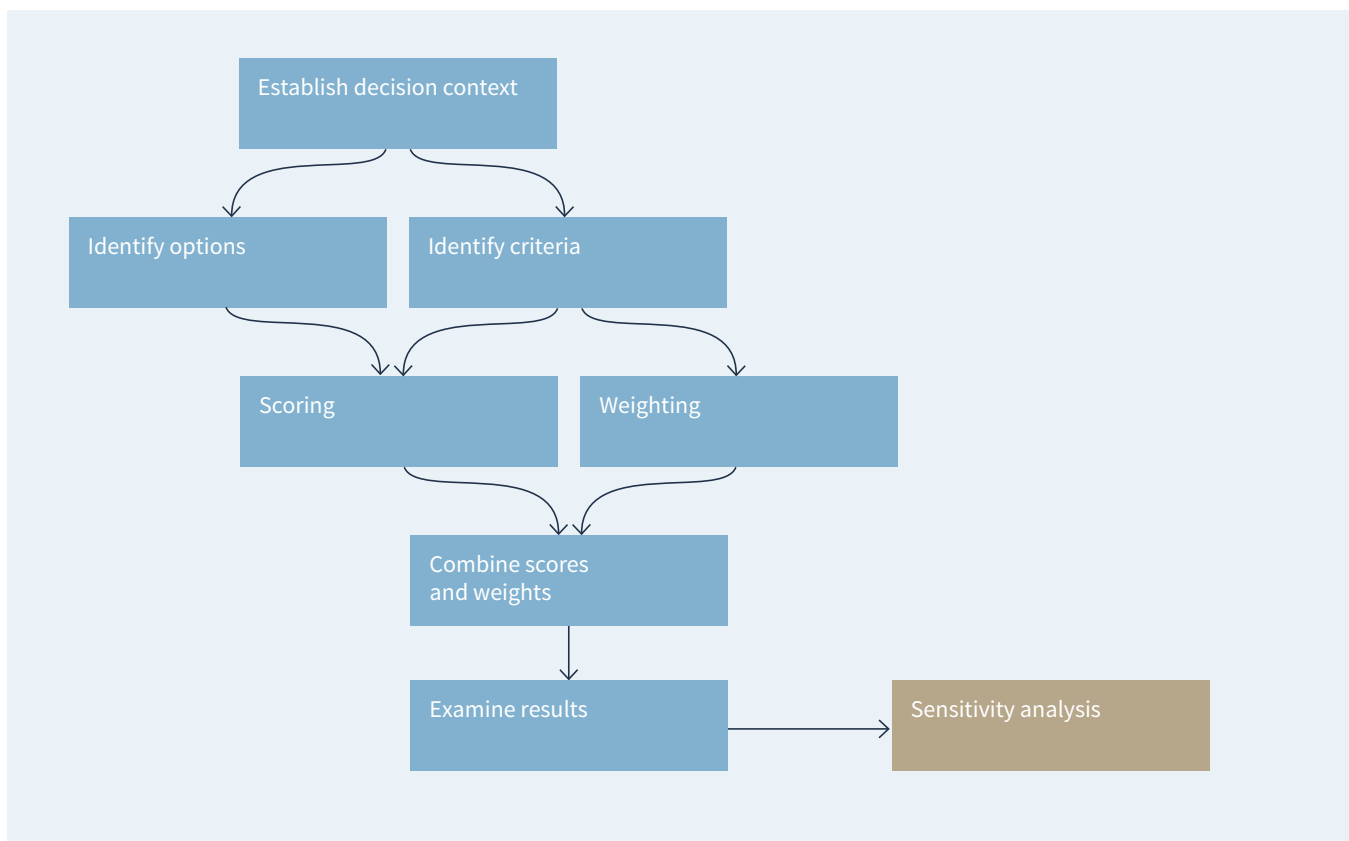 Establish decision context
Identify options
Identify criteria
Scoring
Weighting
Combine scores
and weights
Examine results
Sensitivity analysis